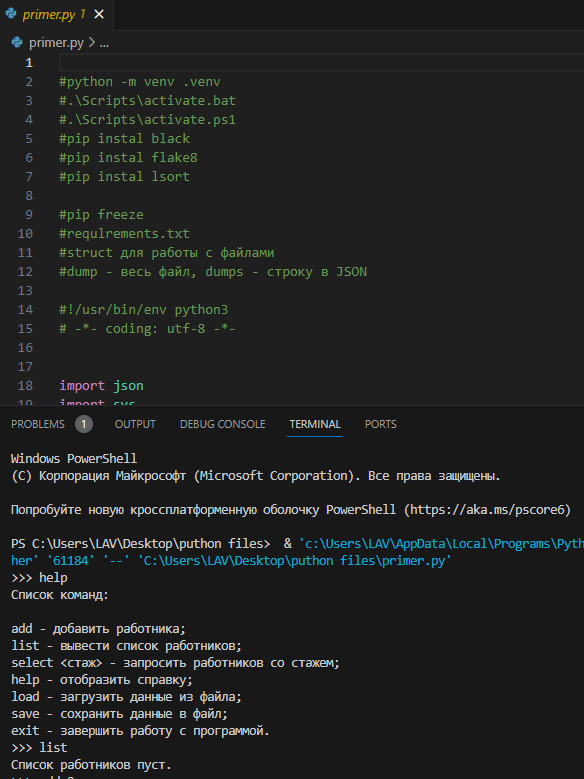 primer.py 1 ×
primer.py > ...
1
2 #python -m venv .venv
3 #.\Scripts\activate.bat
4 #.\Scripts\activate.ps1
5 #pip instal black
6 #pip instal flake8
7 #pip instal lsort
8
9 #pip freeze
10 #requlrements.txt
11 #struct для работы с файлами
12 #dump - весь файл, dumps - строку в JSON
13
14 #!/usr/bin/env python3
15 # -*- coding: utf-8 -*-
16
17
18 import json
19 import sys
PROBLEMS 1 OUTPUT DEBUG CONSOLE TERMINAL PORTS
Windows PowerShell
(C) Корпорация Майкрософт (Microsoft Corporation). Все права защищены.
Попробуйте новую кроссплатформенную оболочку PowerShell (https://aka.ms/pscore6)
PS C:\Users\LAV\Desktop\puthon files> & 'c:\Users\LAV\AppData\Local\Programs\Pyth
her' '61184' '--' 'C:\Users\LAV\Desktop\puthon files\primer.py'
>>> help
Список команд:
add - добавить работника;
list - вывести список работников;
select <стаж> - запросить работников со стажем;
help - отобразить справку;
load - загрузить данные из файла;
save - сохранить данные в файл;
exit - завершить работу с программой.
>>> list
Список работников пуст.